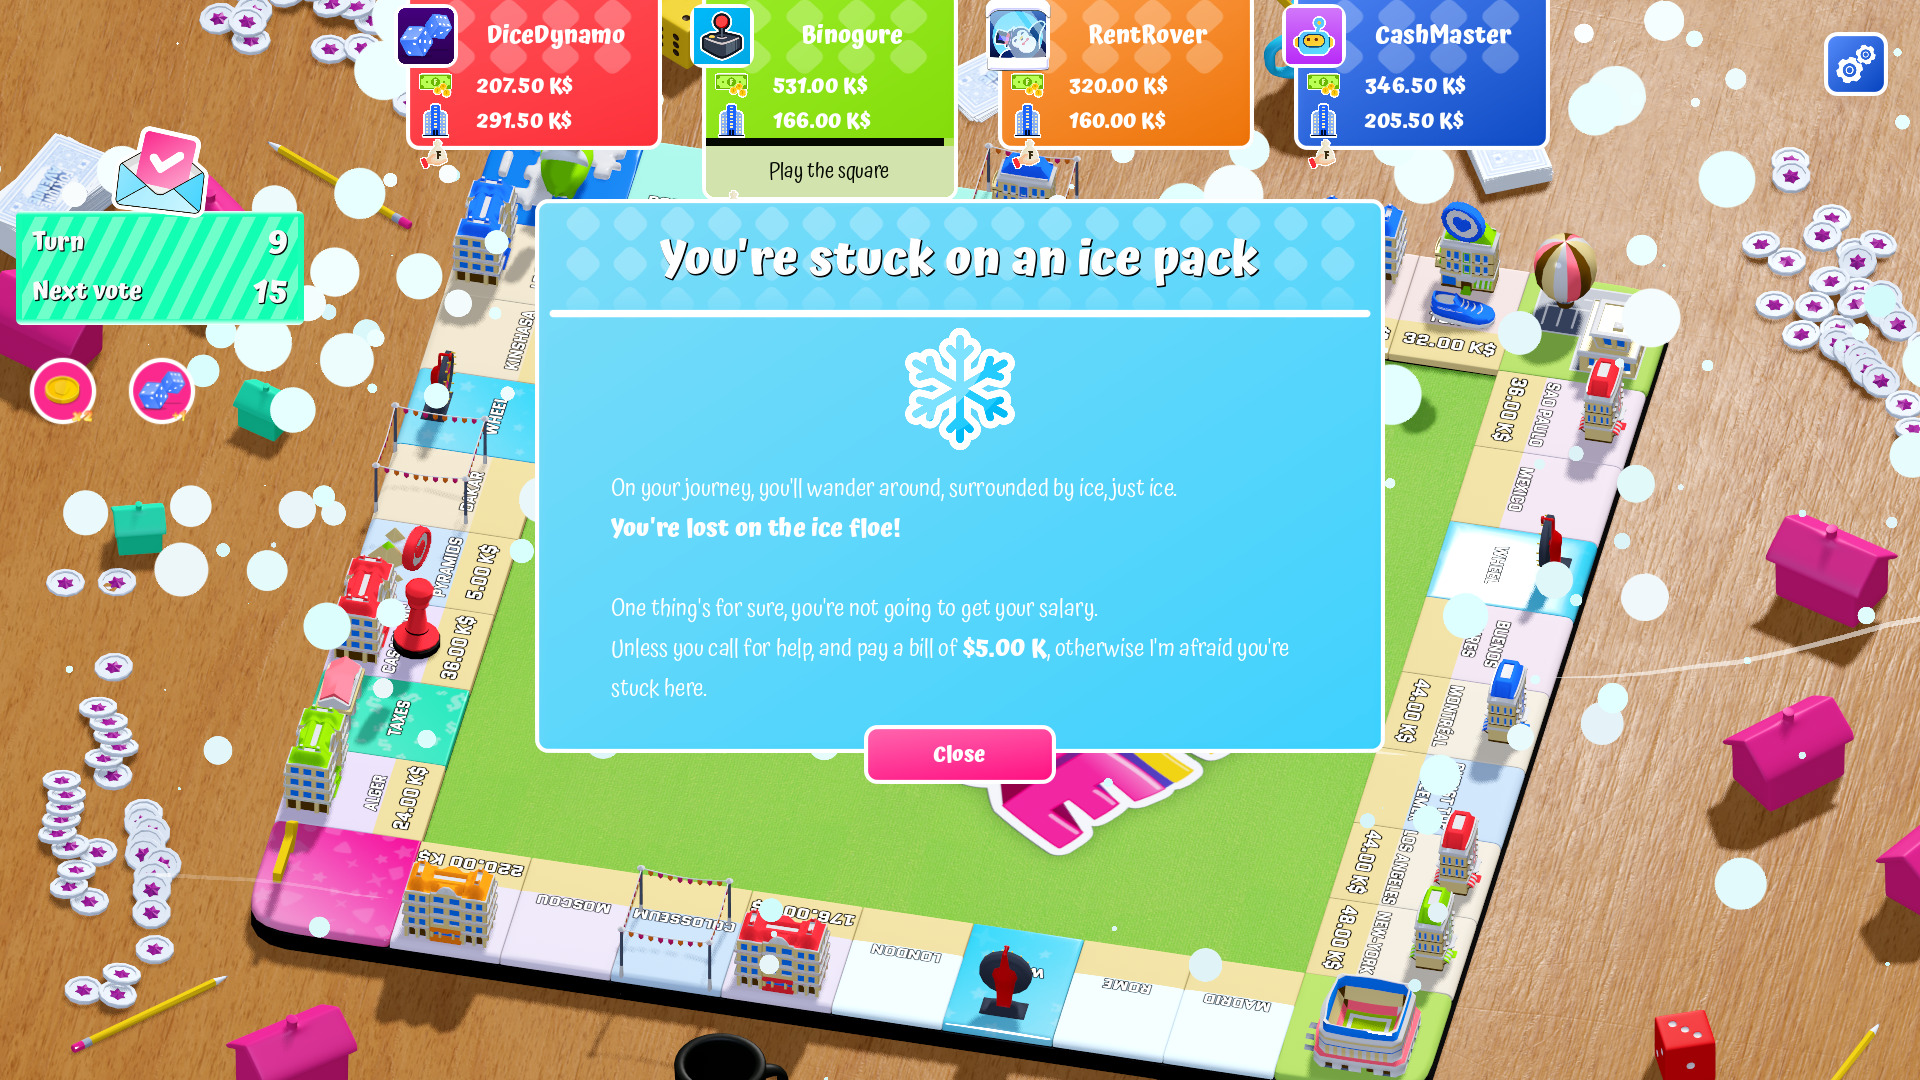 DiceDynamo
207.50 K$
291.50 K$
Binogure
531.00 K$
166.00 K$
Play the square
RentRover
320.00 K$
160.00 K$
CashMaster
346.50 K$
205.50 K$
Turn 9
Next vote 15
You're stuck on an ice pack
On your journey, you'll wander around, surrounded by ice, just ice.
You're lost on the ice floe!
One thing's for sure, you're not going to get your salary.
Unless you call for help, and pay a bill of $5.00 K, otherwise I'm afraid you're
stuck here.
Close
KINSHASA
WHEEL
DAKAR
PYRAMIDS
5.00 K$
36.00 K$
TAXES
ALGER
24.00 K$
220.00 K$
MOSCOU
COLOSSEUM
LONDON
ROME
MADRID
NEW-YORK
48.00 K$
LOS ANGELES
44.00 K$
MONTRÉAL
44.00 K$
BUENOS
WHEEL
MEXICO
SAO PAULO
36.00 K$
32.00 K$